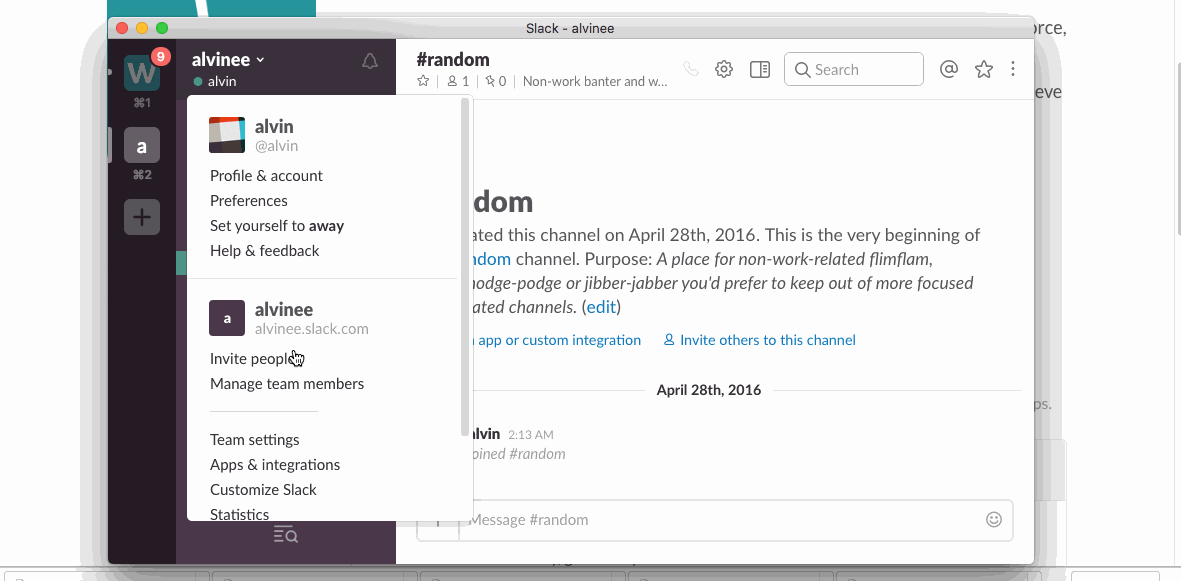 Slack - alvinee
W
9
⌘1
a
⌘2
alvinee
alvin
#random
1
0
Non-work banter and w...
Search
alvin
@alvin
Profile & account
Preferences
Set yourself to away
Help & feedback
alvinee
alvinee.slack.com
a
Invite people
Manage team members
Team settings
Apps & integrations
Customize Slack
Statistics
dom
ated this channel on April 28th, 2016. This is the very beginning of
ndom channel. Purpose: A place for non-work-related flimflam,
hodge-podge or jibber-jabber you'd prefer to keep out of more focused
ated channels. (edit)
app or custom integration
Invite others to this channel
April 28th, 2016
alvin 2:13 AM
joined #random
Message #random
orce,
eve
ps.